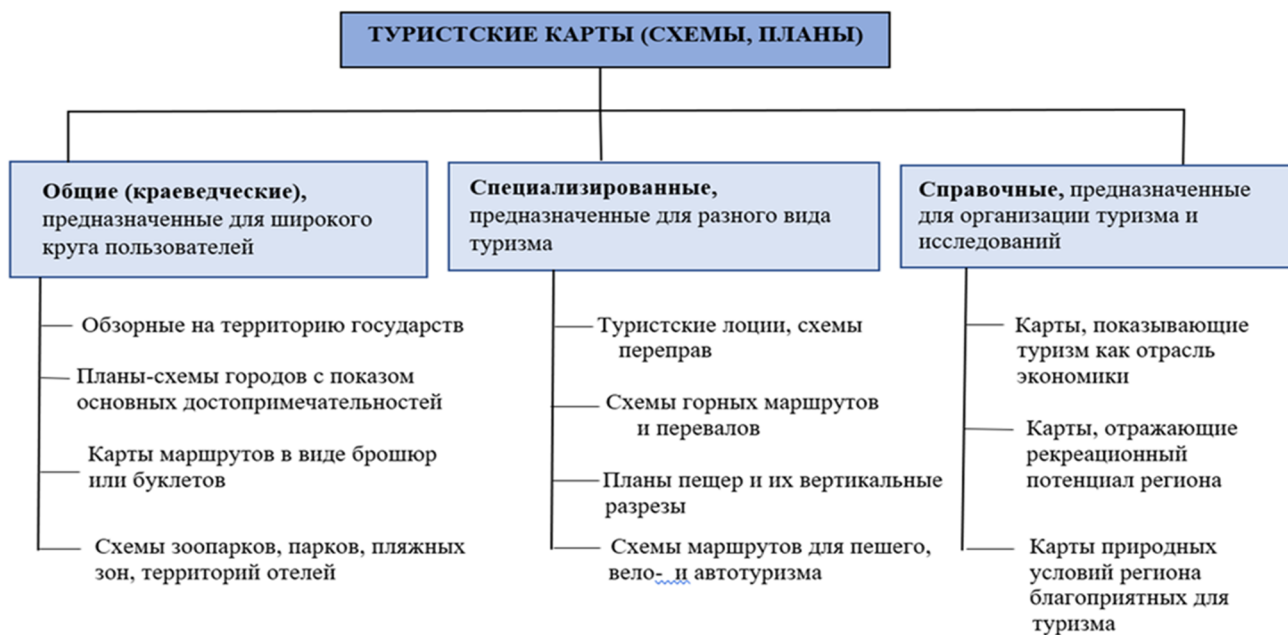 ТУРИСТСКИЕ КАРТЫ (СХЕМЫ, ПЛАНЫ)
Общие (краеведческие),
предназначенные для широкого
круга пользователей
Обзорные на территорию государств
Планы-схемы городов с показом
основных достопримечательностей
Карты маршрутов в виде брошюр
или буклетов
Схемы зоопарков, парков, пляжных
зон, территорий отелей
Специализированные,
предназначенные для разного вида
туризма
Туристские лоции, схемы
переправ
Схемы горных маршрутов
и перевалов
Планы пещер и их вертикальные
разрезы
Схемы маршрутов для пешего,
вело- и автотуризма
Справочные, предназначенные
для организации туризма и
исследований
Карты, показывающие
туризм как отрасль
экономики
Карты, отражающие
рекреационный
потенциал региона
Карты природных
условий региона
благоприятных для
туризма